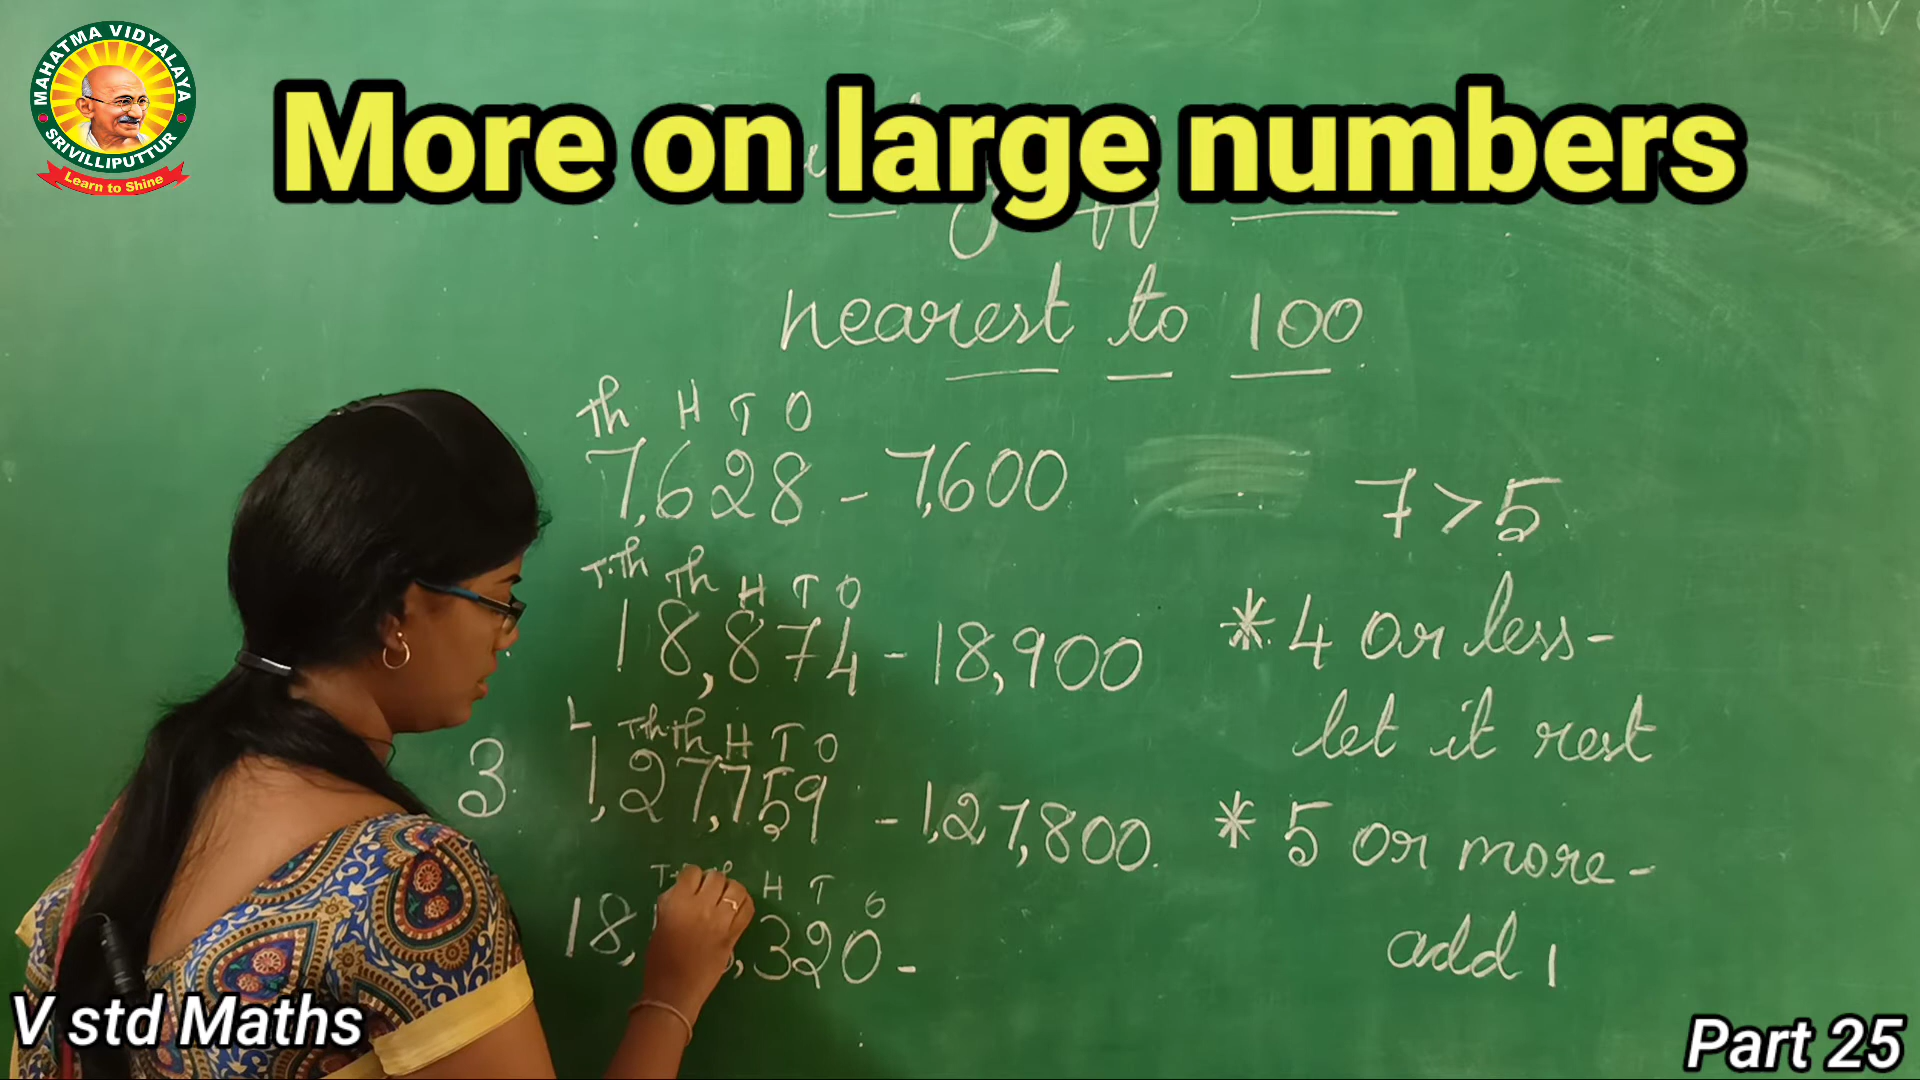 MAHATMA VIDYALAYA
SRIVILLIPUTTUR
Learn to Shine
More on large numbers
nearest to 100
Th H T O
7,628 - 7,600
7 > 5
T.Th Th H T O
18,874 - 18,900
* 4 or less -
let it rest
L T.Th Th H T O
3 1,27,759 - 1,27,800
* 5 or more -
add 1
H T O
18, ,320 -
V std Maths
Part 25